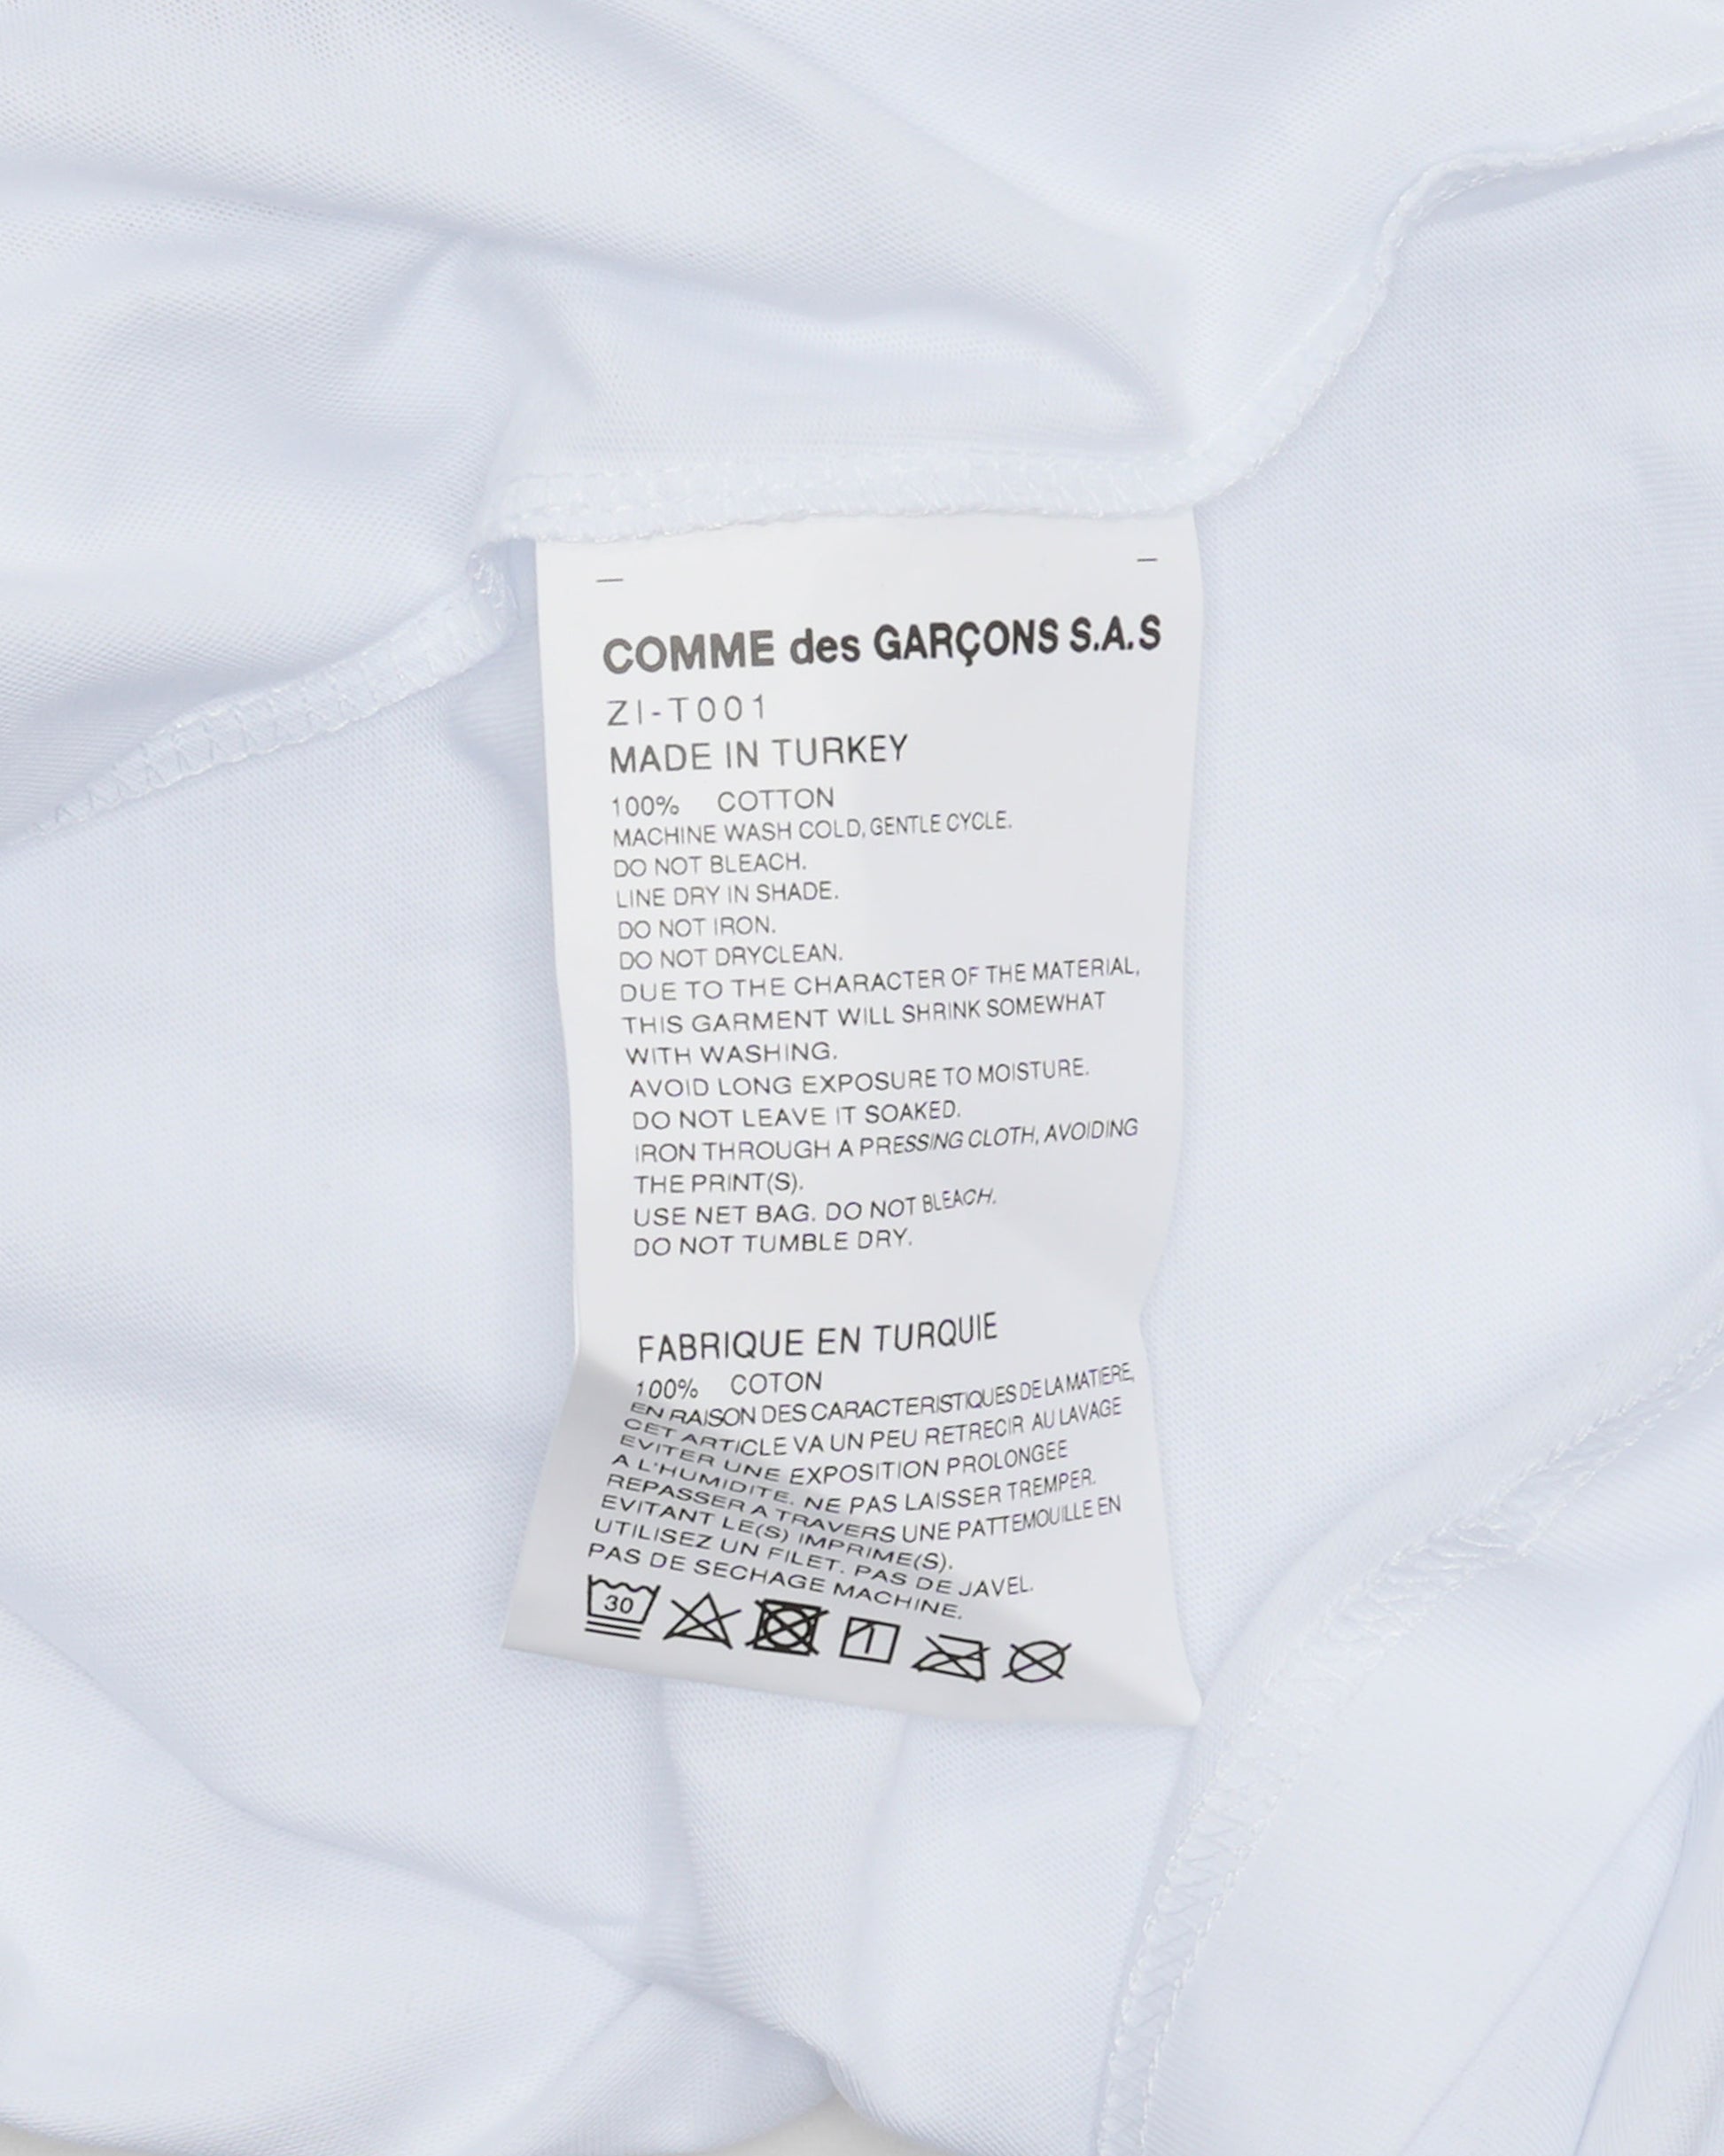 COMME des GARÇONS S.A.S
ZI-T001
MADE IN TURKEY
100% COTTON
MACHINE WASH COLD, GENTLE CYCLE.
DO NOT BLEACH.
LINE DRY IN SHADE.
DO NOT IRON.
DO NOT DRYCLEAN.
DUE TO THE CHARACTER OF THE MATERIAL,
THIS GARMENT WILL SHRINK SOMEWHAT
WITH WASHING.
AVOID LONG EXPOSURE TO MOISTURE.
DO NOT LEAVE IT SOAKED.
IRON THROUGH A PRESSING CLOTH, AVOIDING
THE PRINT(S).
USE NET BAG. DO NOT BLEACH.
DO NOT TUMBLE DRY.
FABRIQUE EN TURQUIE
100% COTON
EN RAISON DES CARACTERISTIQUES DE LA MATIERE,
CET ARTICLE VA UN PEU RETRECIR AU LAVAGE
EVITER UNE EXPOSITION PROLONGEE
A L'HUMIDITE. NE PAS LAISSER TREMPER.
REPASSER A TRAVERS UNE PATTEMOUILLE EN
EVITANT LE(S) IMPRIME(S).
UTILISEZ UN FILET. PAS DE JAVEL.
PAS DE SECHAGE MACHINE.
30